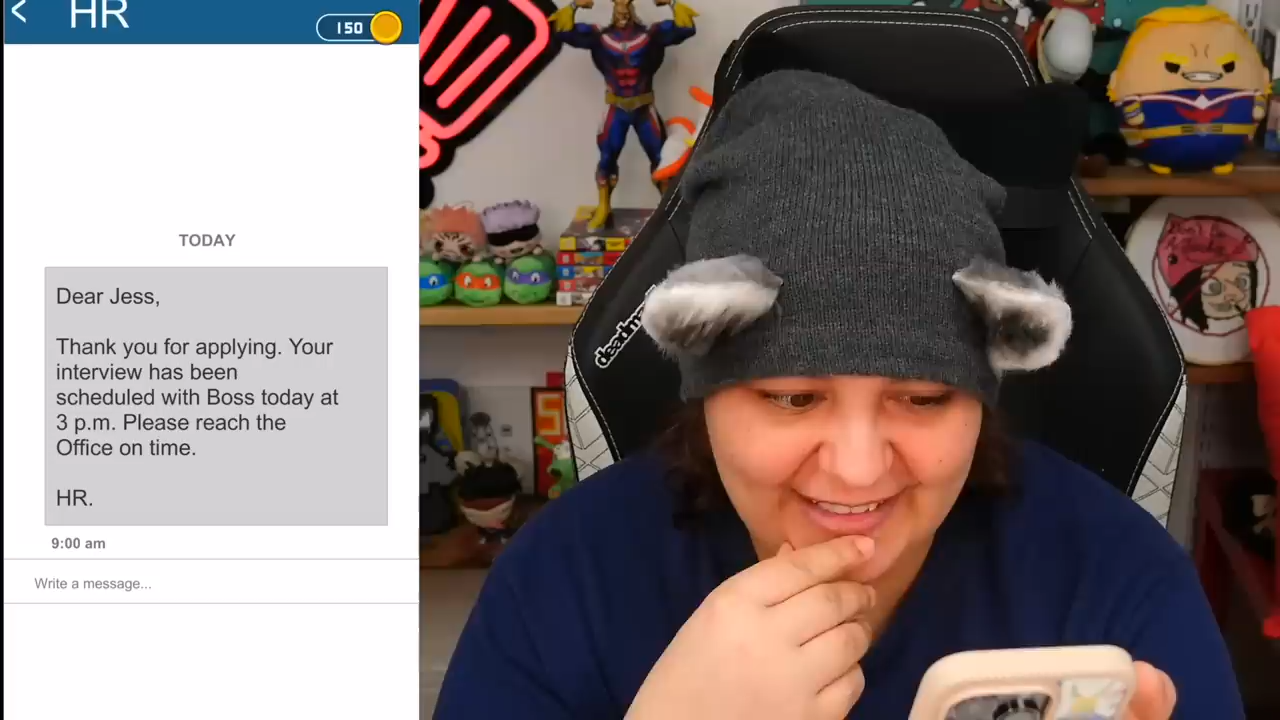 HR
150
TODAY
Dear Jess,
Thank you for applying. Your
interview has been
scheduled with Boss today at
3 p.m. Please reach the
Office on time.
HR.
9:00 am
Write a message...